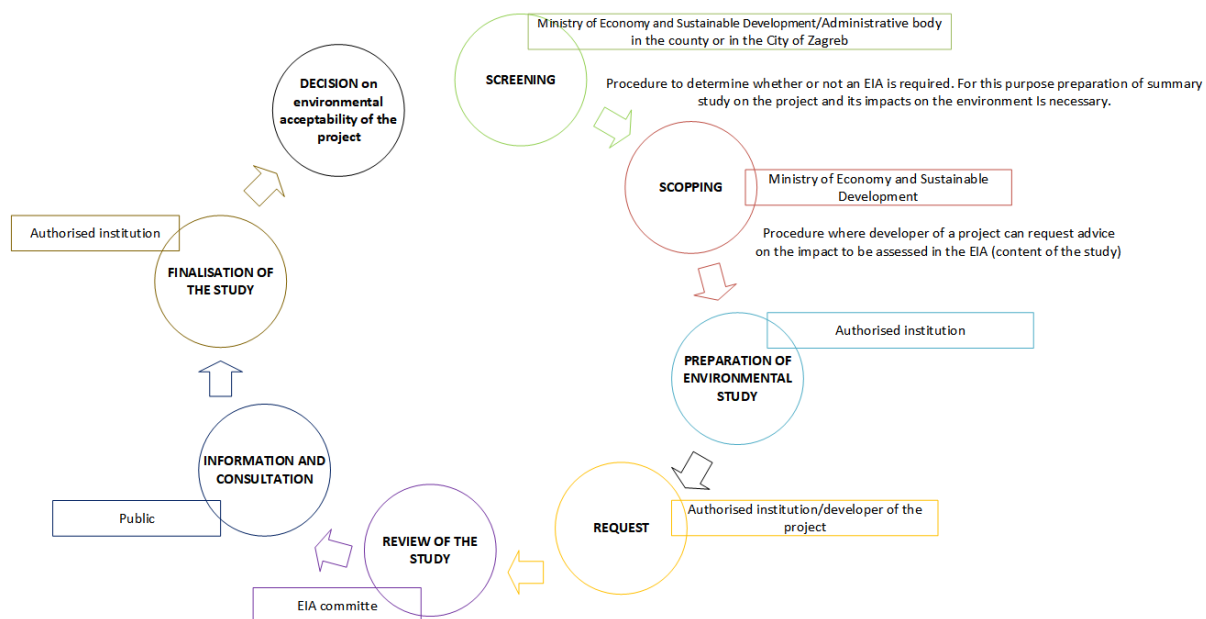 SCREENING
Ministry of Economy and Sustainable Development/Administrative body
in the county or in the City of Zagreb
Procedure to determine whether or not an EIA is required. For this purpose preparation of summary
study on the project and its impacts on the environment Is necessary.
SCOPPING
Ministry of Economy and Sustainable
Development
Procedure where developer of a project can request advice
on the impact to be assessed in the EIA (content of the study)
PREPARATION OF
ENVIRONMENTAL
STUDY
Authorised institution
REQUEST
Authorised institution/developer of the
project
REVIEW OF THE
STUDY
EIA committe
INFORMATION AND
CONSULTATION
Public
FINALISATION OF
THE STUDY
Authorised institution
DECISION on
environmental
acceptability of the
project